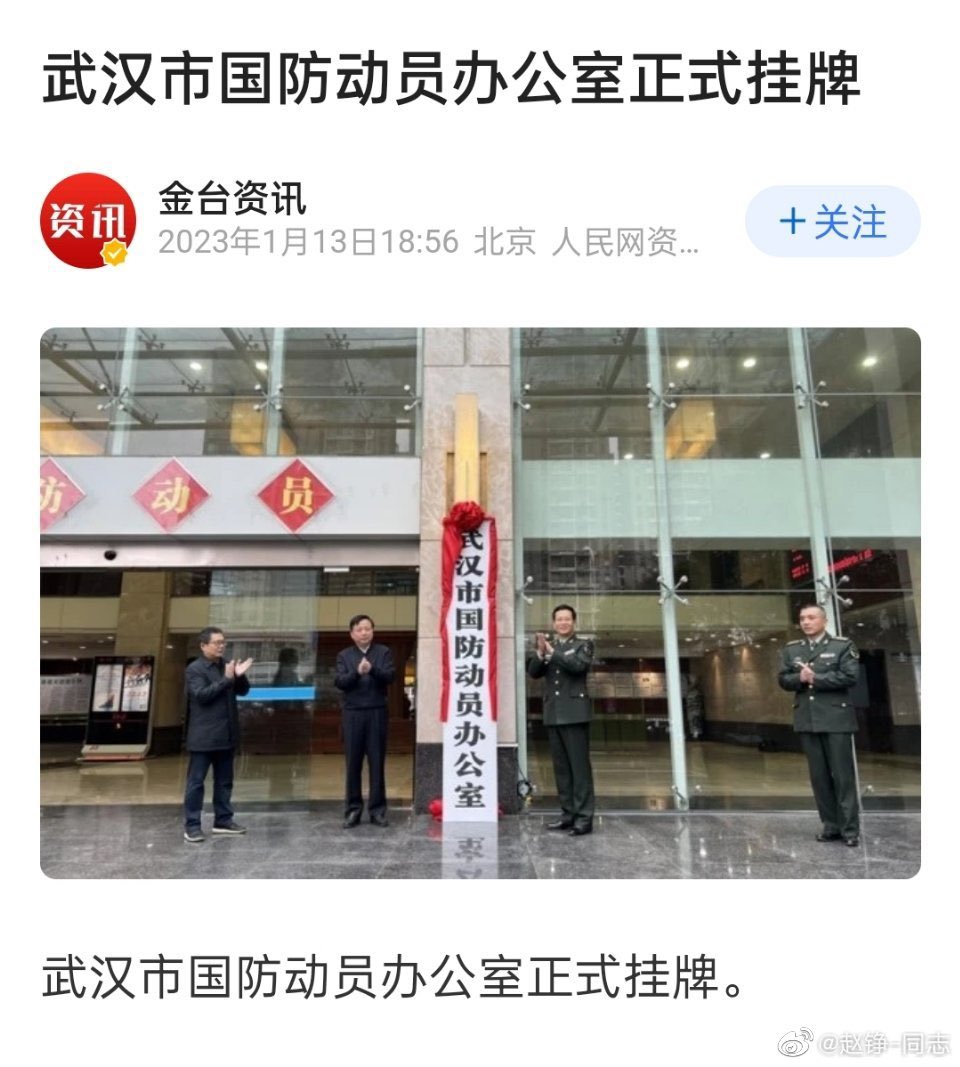 武汉市国防动员办公室正式挂牌
资讯
金台资讯
+关注
2023年1月13日18:56 北京 人民网资...
防动员
武汉市国防动员办公室
武汉市国防动员办公室正式挂牌。
@赵铮-同志